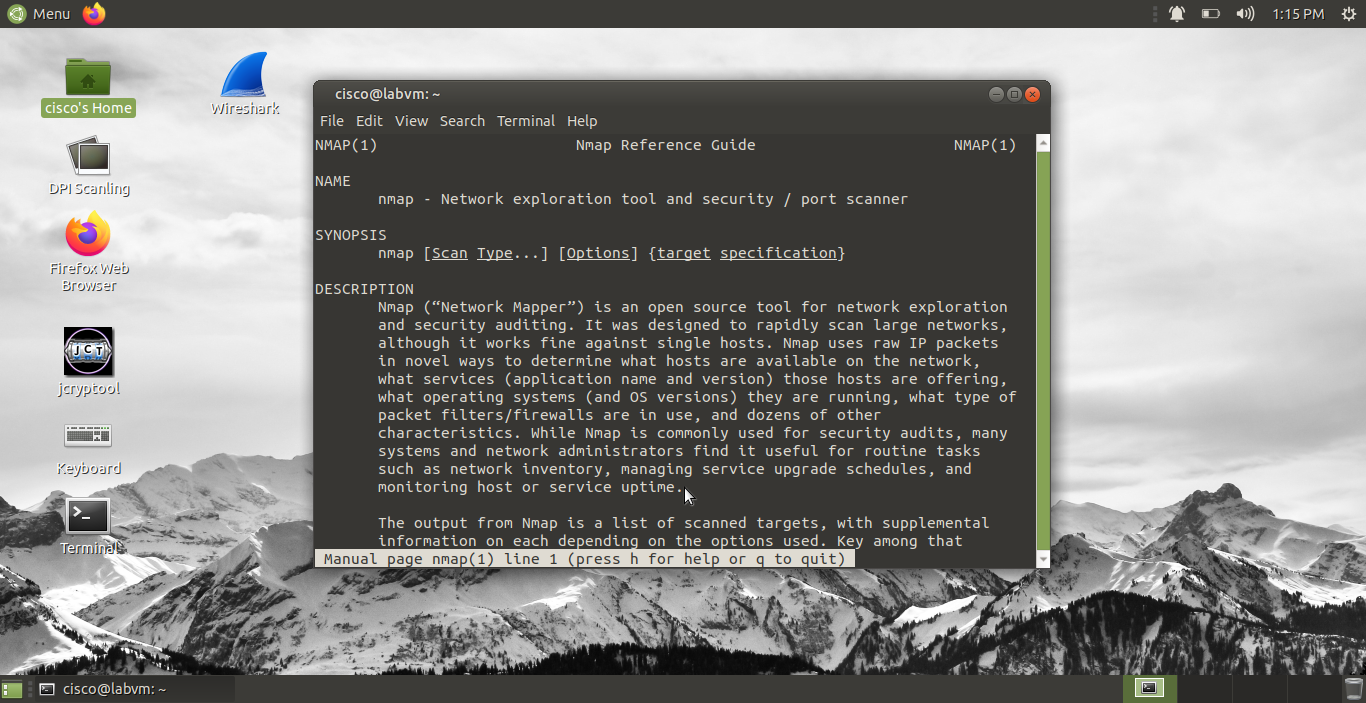 Menu
1:15 PM
cisco's Home
Wireshark
DPI Scanling
Firefox Web
Browser
JCT
jcryptool
Keyboard
Terminal
cisco@labvm: ~
File Edit View Search Terminal Help
NMAP(1) Nmap Reference Guide NMAP(1)
NAME
nmap - Network exploration tool and security / port scanner
SYNOPSIS
nmap [Scan Type...] [Options] {target specification}
DESCRIPTION
Nmap (“Network Mapper”) is an open source tool for network exploration
and security auditing. It was designed to rapidly scan large networks,
although it works fine against single hosts. Nmap uses raw IP packets
in novel ways to determine what hosts are available on the network,
what services (application name and version) those hosts are offering,
what operating systems (and OS versions) they are running, what type of
packet filters/firewalls are in use, and dozens of other
characteristics. While Nmap is commonly used for security audits, many
systems and network administrators find it useful for routine tasks
such as network inventory, managing service upgrade schedules, and
monitoring host or service uptime.
The output from Nmap is a list of scanned targets, with supplemental
information on each depending on the options used. Key among that
Manual page nmap(1) line 1 (press h for help or q to quit)
cisco@labvm: ~